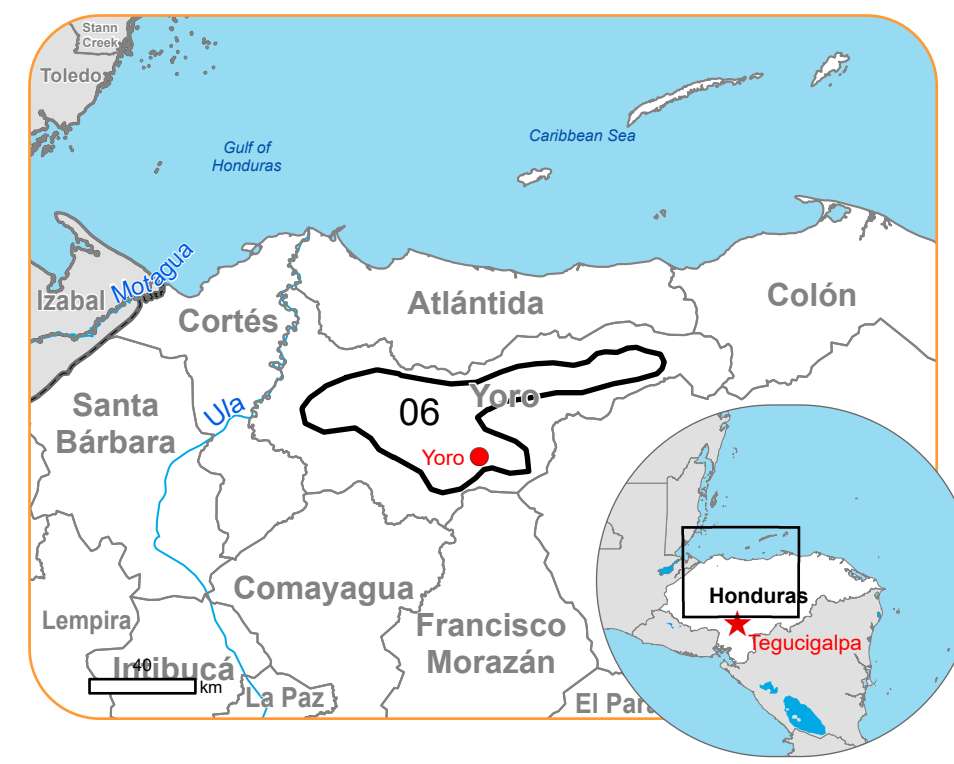 Stann
Creek
Toledo
Gulf of
Honduras
Caribbean Sea
Izabal
Motagua
Cortés
Atlántida
Colón
Santa
Bárbara
Ula
06
Yoro
Yoro
Comayagua
Lempira
Francisco
Morazán
Intibucá
40
km
La Paz
Honduras
Tegucigalpa